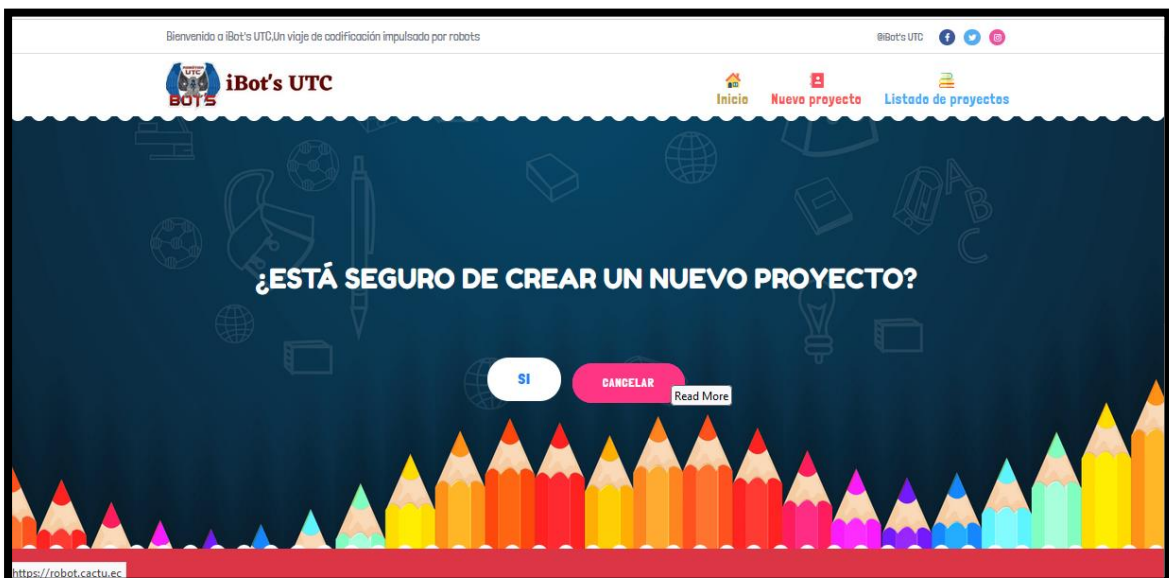 Bienvenido a iBot's UTC,Un viaje de codificación impulsado por robots
@iBot's UTC
UTC
BOTS
iBot's UTC
Inicio
Nuevo proyecto
Listado de proyectos
A
B
C
¿ESTÁ SEGURO DE CREAR UN NUEVO PROYECTO?
SI
CANCELAR
Read More
https://robot.cactu.ec